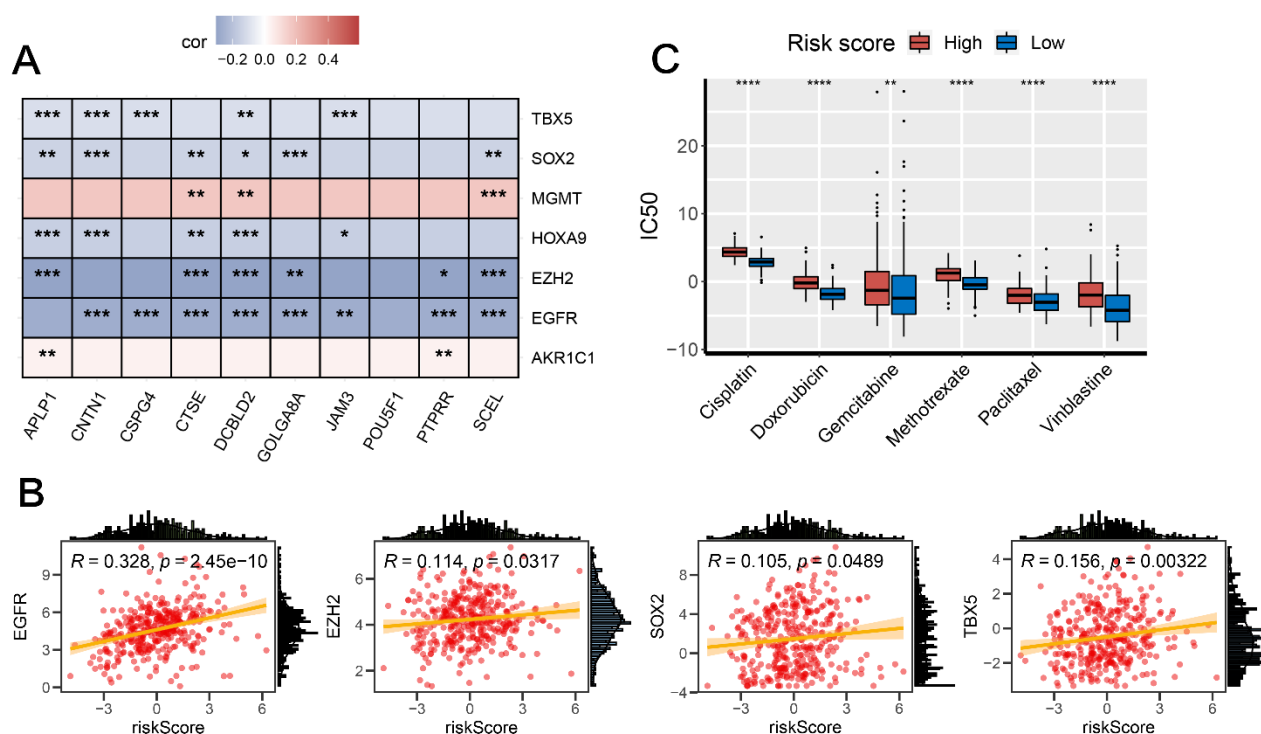 cor
−0.2 0.0 0.2 0.4
A
*** *** *** ** *** TBX5
** *** ** * *** ** SOX2
** ** *** MGMT
*** *** ** *** * HOXA9
*** *** *** ** * *** EZH2
*** *** *** *** *** ** *** *** EGFR
** ** AKR1C1
APLP1 CNTN1 CSPG4 CTSE DCBLD2 GOLGA8A JAM3 POU5F1 PTPRR SCEL
C
Risk score High Low
**** **** ** **** **** ****
IC50
20
10
0
−10
Cisplatin Doxorubicin Gemcitabine Methotrexate Paclitaxel Vinblastine
B
R = 0.328, p = 2.45e−10
EGFR
9
6
3
0
−3 0 3 6
riskScore
R = 0.114, p = 0.0317
EZH2
6
4
2
−3 0 3 6
riskScore
R = 0.105, p = 0.0489
SOX2
8
4
0
−4
−3 0 3 6
riskScore
R = 0.156, p = 0.00322
TBX5
4
2
0
−2
−3 0 3 6
riskScore